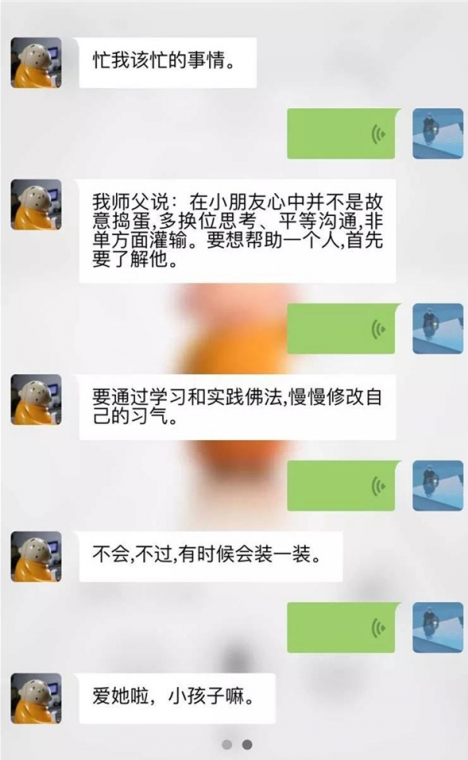 忙我该忙的事情。
我师父说：在小朋友心中并不是故
意捣蛋,多换位思考、平等沟通,非
单方面灌输。要想帮助一个人,首先
要了解他。
要通过学习和实践佛法,慢慢修改自
己的习气。
不会,不过,有时候会装一装。
爱她啦，小孩子嘛。